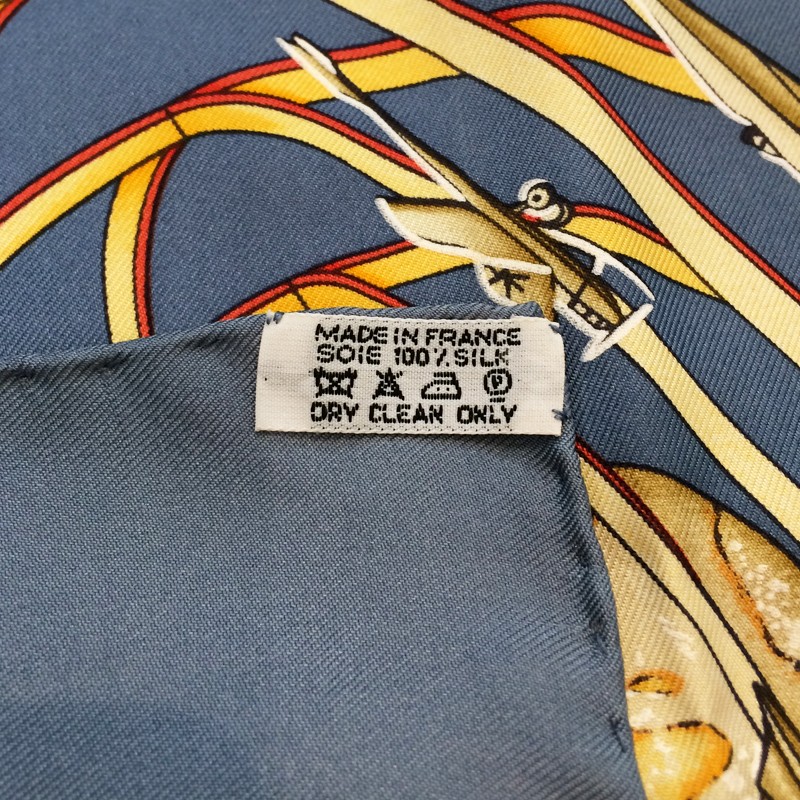 MADE IN FRANCE
SOIE 100% SILK
P
DRY CLEAN ONLY